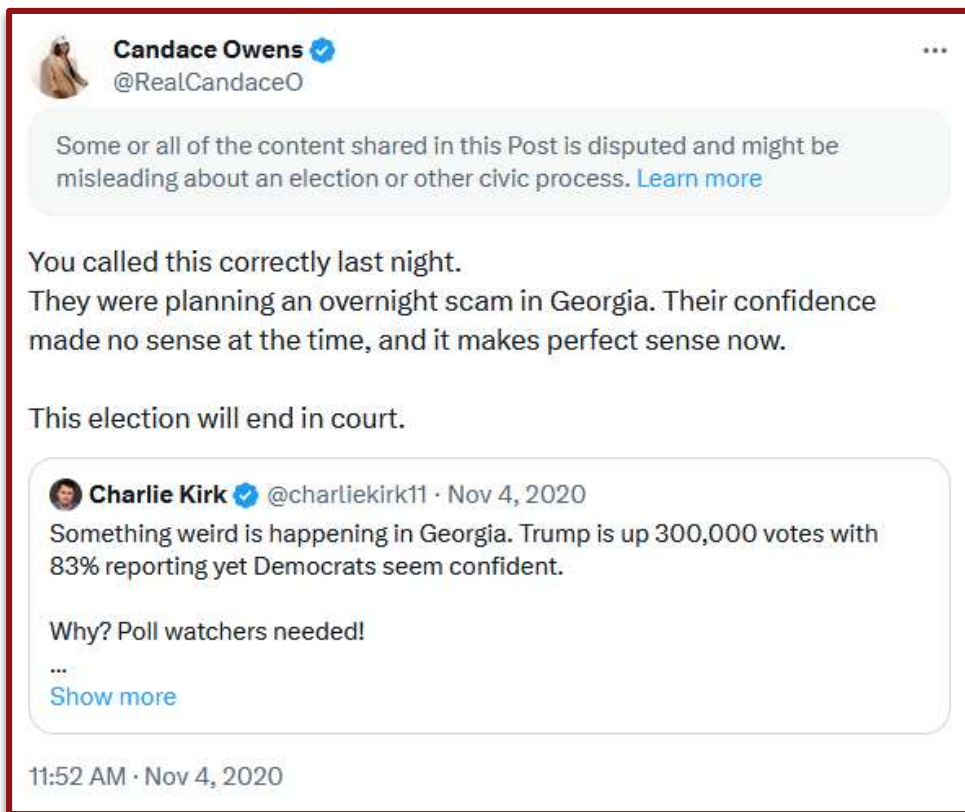 Candace Owens
@RealCandaceO
Some or all of the content shared in this Post is disputed and might be
misleading about an election or other civic process. Learn more
You called this correctly last night.
They were planning an overnight scam in Georgia. Their confidence
made no sense at the time, and it makes perfect sense now.
This election will end in court.
Charlie Kirk @charliekirk11 · Nov 4, 2020
Something weird is happening in Georgia. Trump is up 300,000 votes with
83% reporting yet Democrats seem confident.
Why? Poll watchers needed!
...
Show more
11:52 AM · Nov 4, 2020